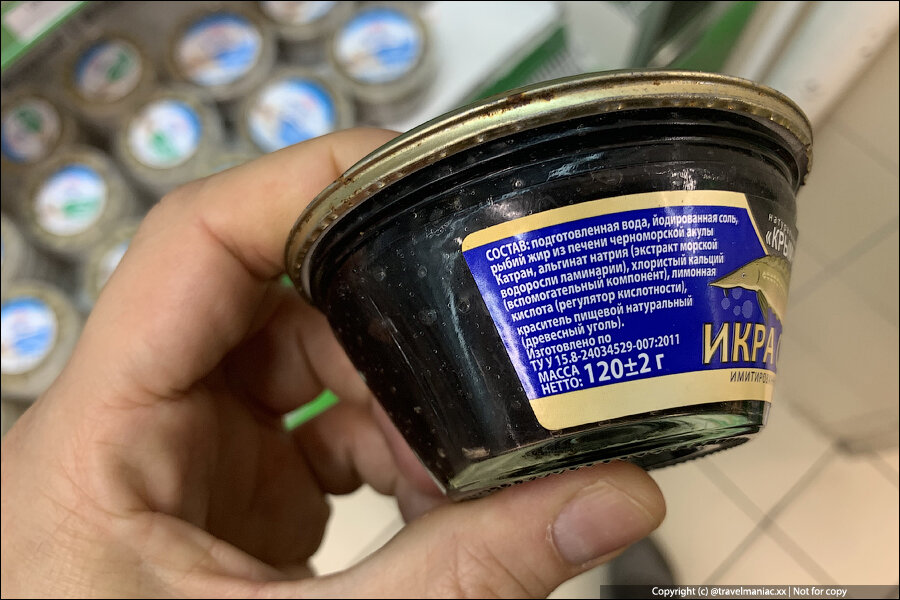 СОСТАВ: подготовленная вода, йодированная соль,
рыбий жир из печени черноморской акулы
Катран, альгинат натрия (экстракт морской
водоросли ламинарии), хлористый кальций
(вспомогательный компонент), лимонная
кислота (регулятор кислотности),
краситель пищевой натуральный
(древесный уголь).
Изготовлено по
ТУ У 15.8-24034529-007:2011
МАССА
НЕТТО: 120±2 г
ИКРА
Copyright (c) @travelmaniac.xx | Not for copy